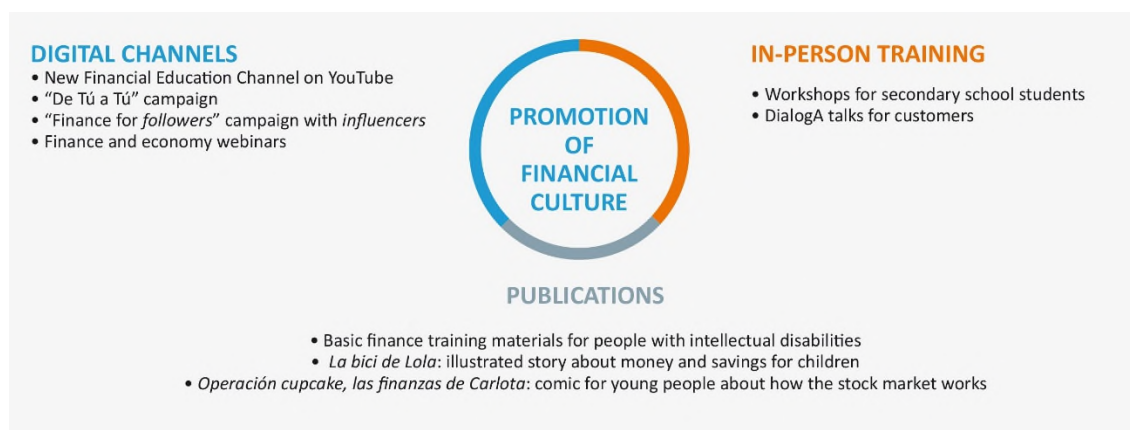 DIGITAL CHANNELS
• New Financial Education Channel on YouTube
• “De Tú a Tú” campaign
• “Finance for followers” campaign with influencers
• Finance and economy webinars
PROMOTION
OF
FINANCIAL
CULTURE
IN-PERSON TRAINING
• Workshops for secondary school students
• DialogA talks for customers
PUBLICATIONS
• Basic finance training materials for people with intellectual disabilities
• La bici de Lola: illustrated story about money and savings for children
• Operación cupcake, las finanzas de Carlota: comic for young people about how the stock market works